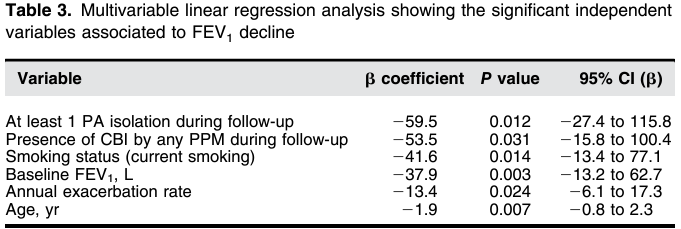 Table 3. Multivariable linear regression analysis showing the significant independent
variables associated to FEV₁ decline
Variable β coefficient P value 95% CI (β)
At least 1 PA isolation during follow-up −59.5 0.012 −27.4 to 115.8
Presence of CBI by any PPM during follow-up −53.5 0.031 −15.8 to 100.4
Smoking status (current smoking) −41.6 0.014 −13.4 to 77.1
Baseline FEV₁, L −37.9 0.003 −13.2 to 62.7
Annual exacerbation rate −13.4 0.024 −6.1 to 17.3
Age, yr −1.9 0.007 −0.8 to 2.3